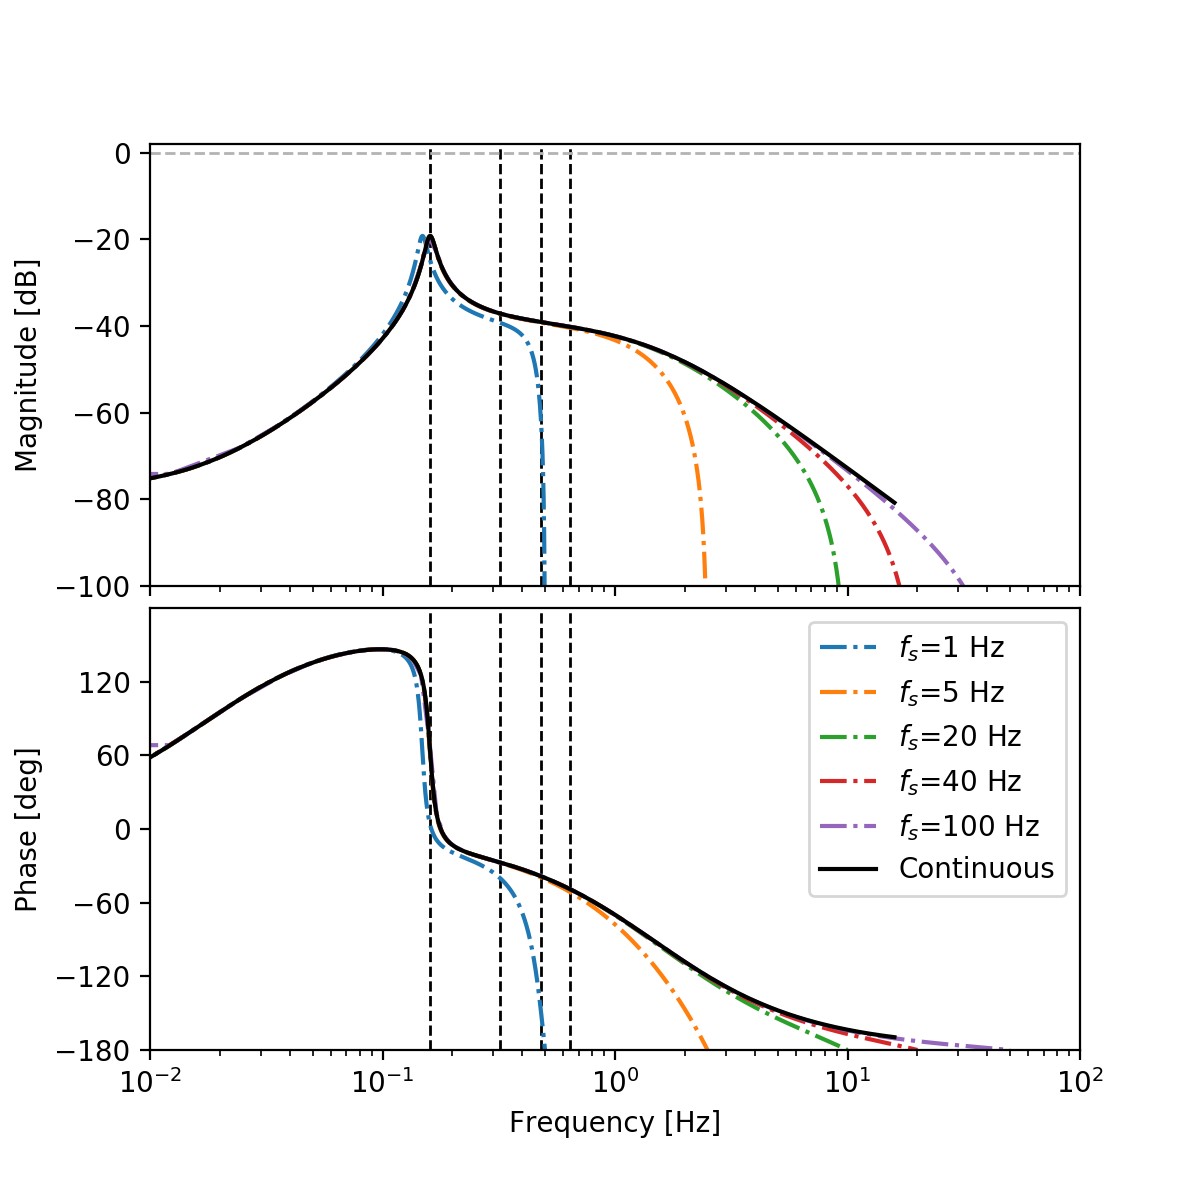 0
−20
−40
−60
−80
−100
Magnitude [dB]
120
60
0
−60
−120
−180
Phase [deg]
fₛ=1 Hz
fₛ=5 Hz
fₛ=20 Hz
fₛ=40 Hz
fₛ=100 Hz
Continuous
10⁻² 10⁻¹ 10⁰ 10¹ 10²
Frequency [Hz]